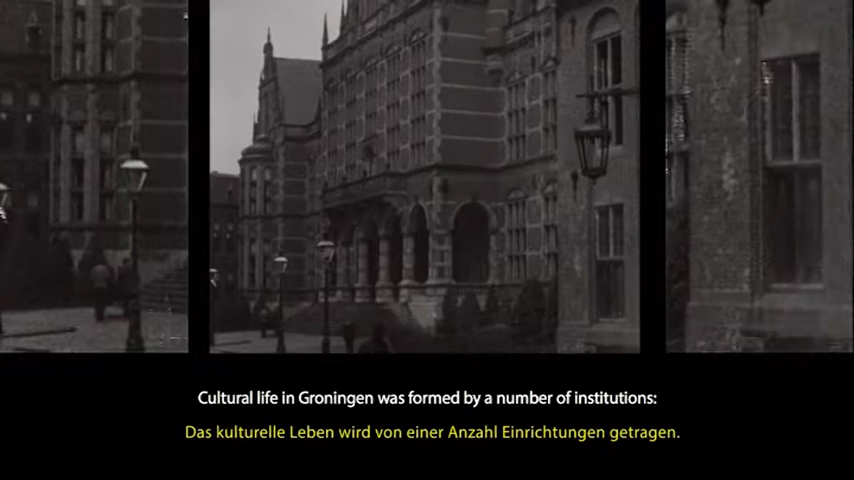 Cultural life in Groningen was formed by a number of institutions:
Das kulturelle Leben wird von einer Anzahl Einrichtungen getragen.